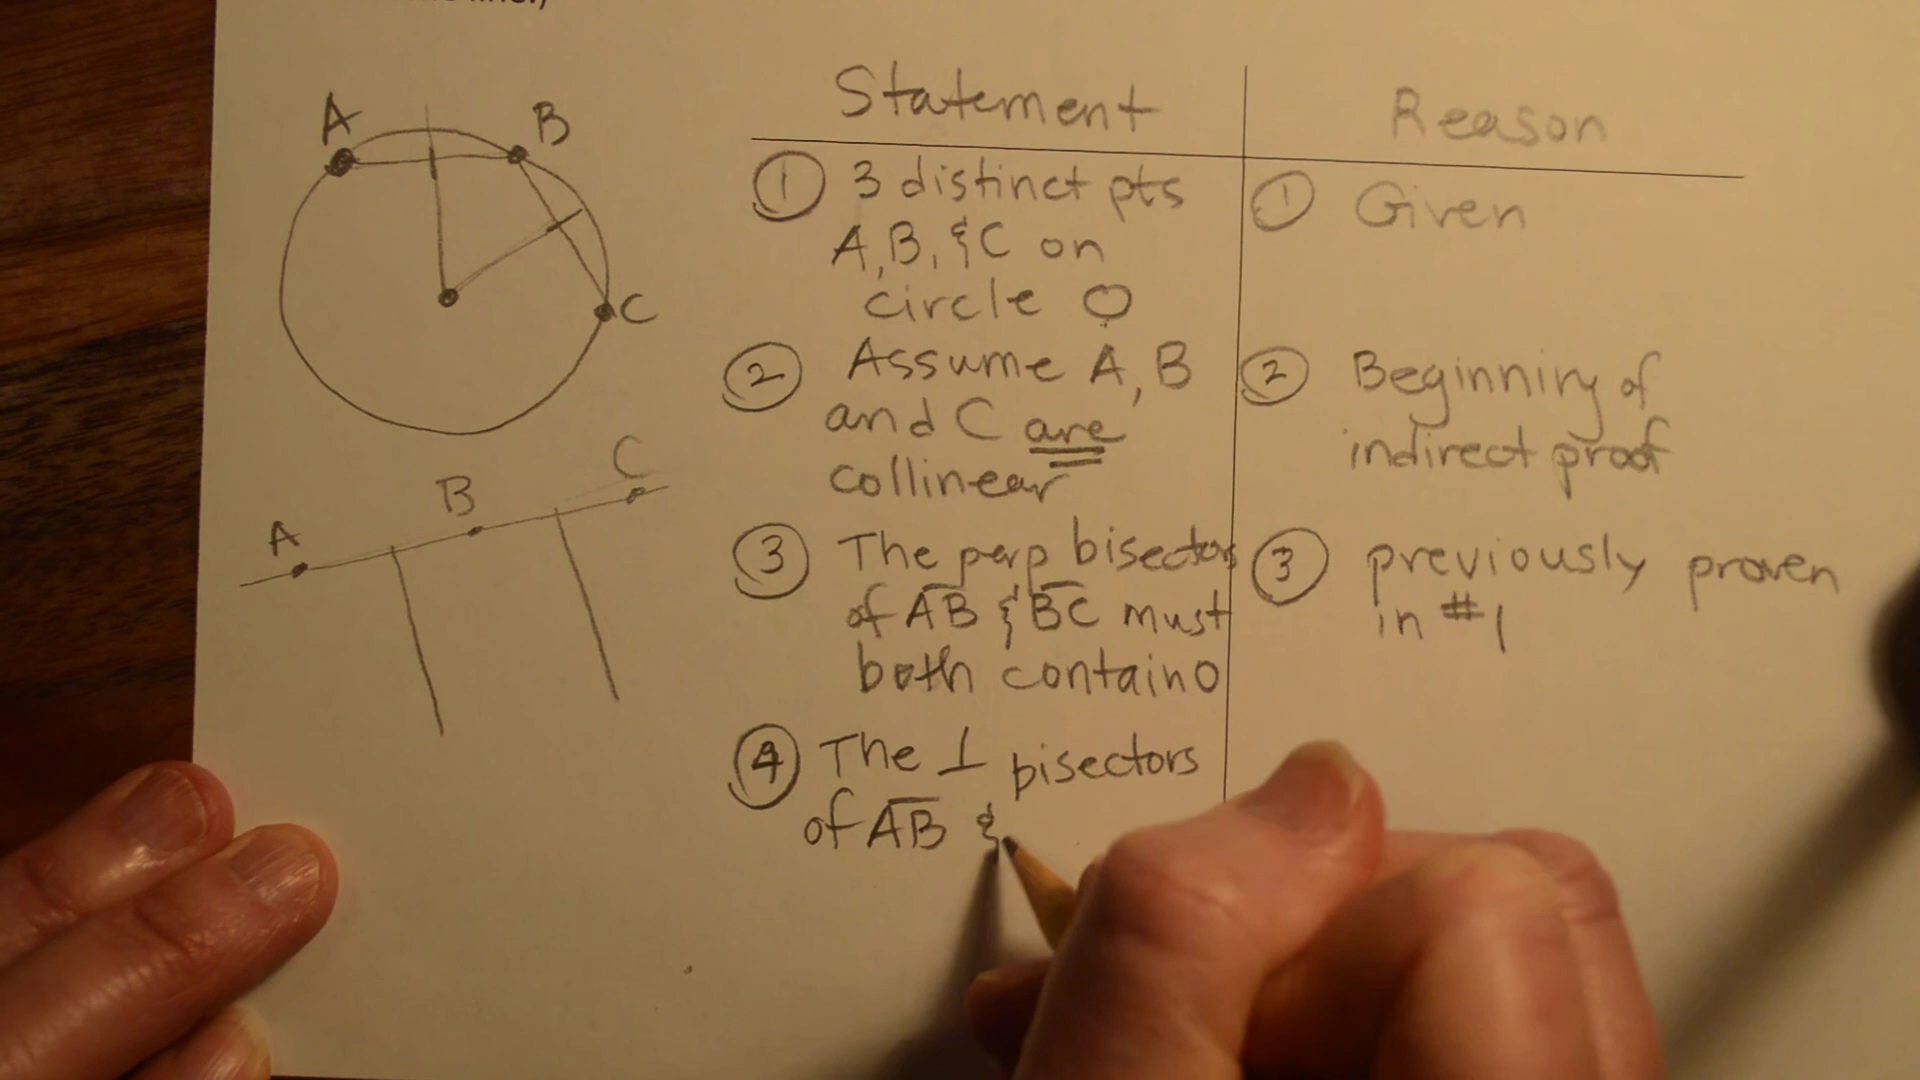 A
B
C
A
B
C
Statement
Reason
① 3 distinct pts
A, B, & C on
circle O
① Given
② Assume A, B
and C are
collinear
② Beginning of
indirect proof
③ The perp bisectors
of AB & BC must
both contain O
③ previously proven
in #1
④ The ⊥ bisectors
of AB &